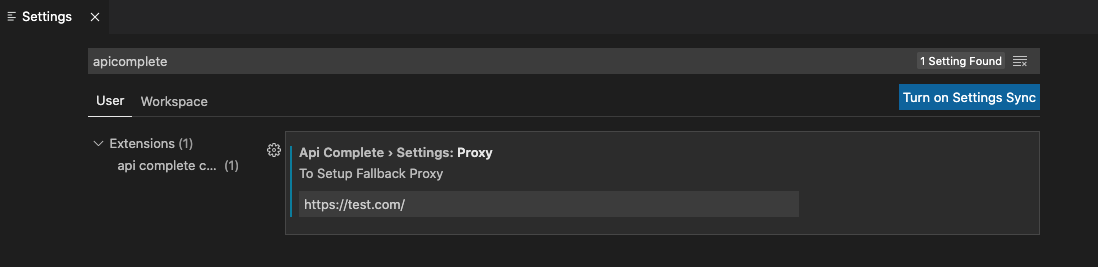 Settings
apicomplete
1 Setting Found
User
Workspace
Turn on Settings Sync
Extensions (1)
api complete c... (1)
Api Complete › Settings: Proxy
To Setup Fallback Proxy
https://test.com/